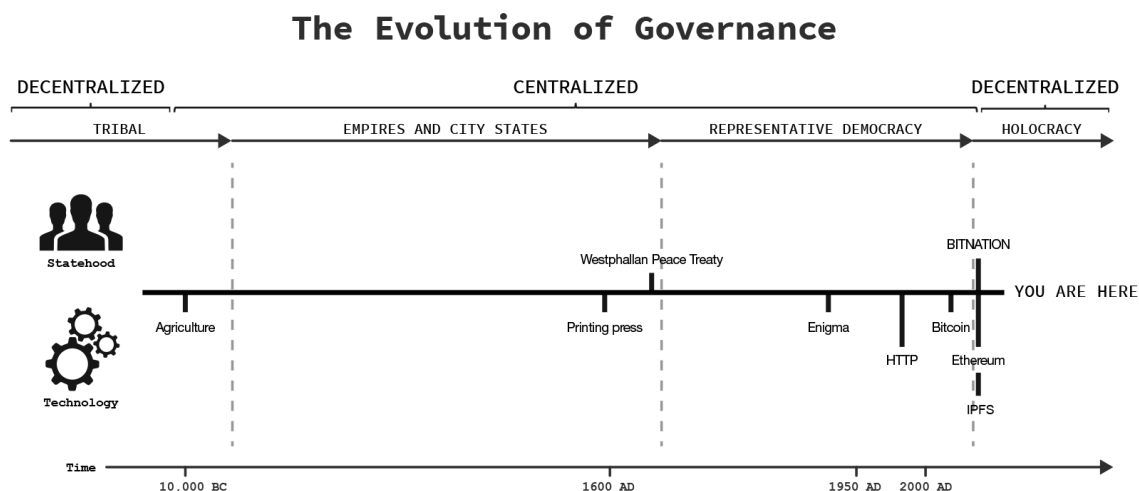 The Evolution of Governance
DECENTRALIZED CENTRALIZED DECENTRALIZED
TRIBAL EMPIRES AND CITY STATES REPRESENTATIVE DEMOCRACY HOLOCRACY
BITNATION
Westphallan Peace Treaty
Statehood
YOU ARE HERE
Agriculture Printing press Enigma Bitcoin
HTTP Ethereum
Technology
IPFS
Time
10.000 BC 1600 AD 1950 AD 2000 AD